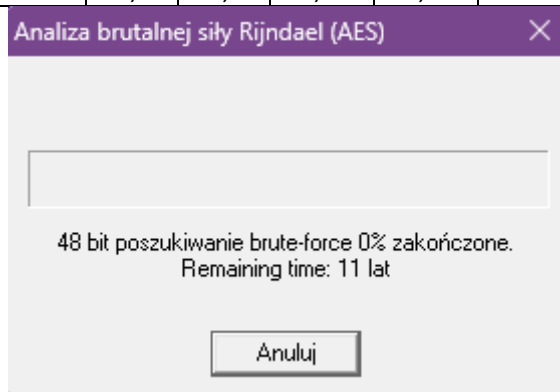 Analiza brutalnej siły Rijndael (AES)
48 bit poszukiwanie brute-force 0% zakończone.
Remaining time: 11 lat
Anuluj